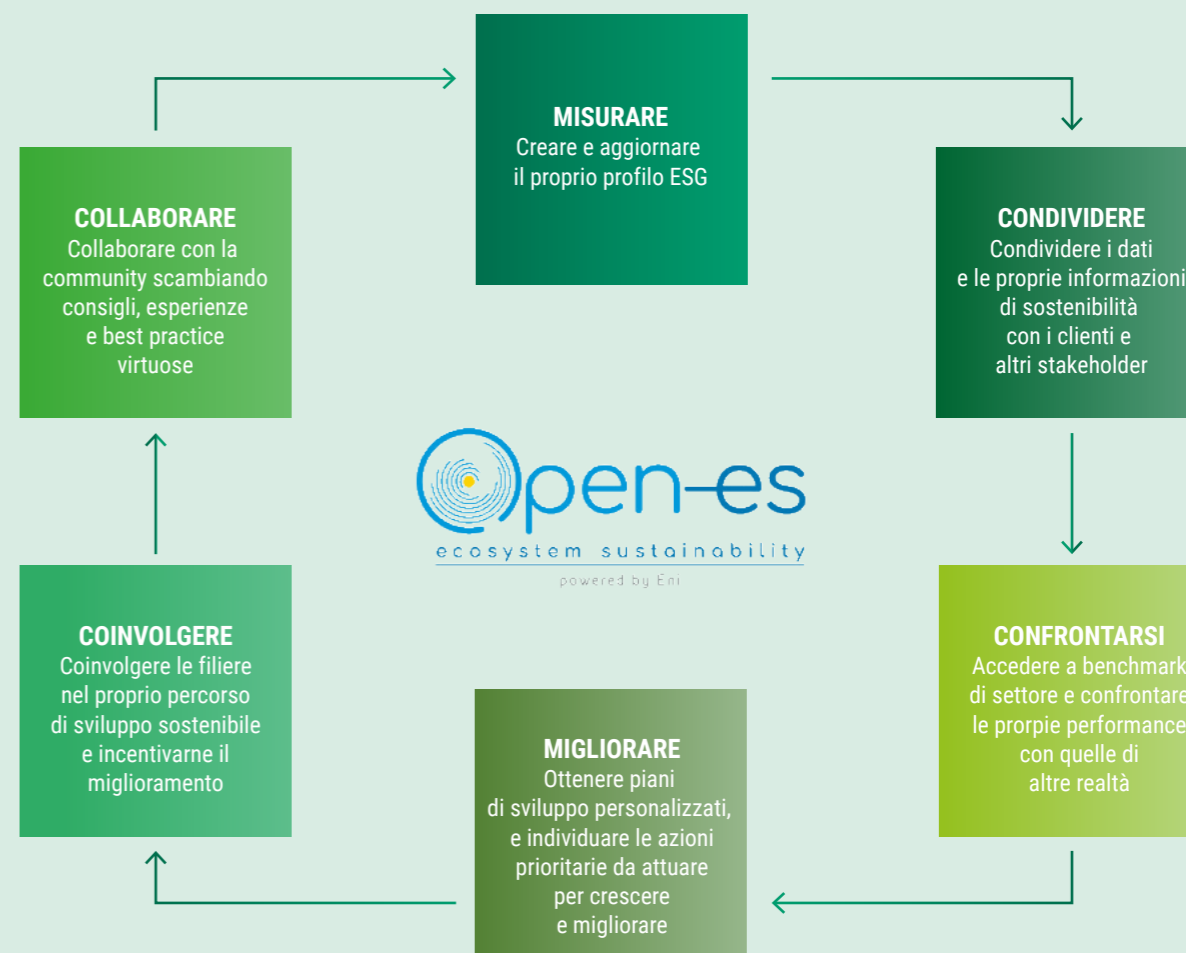 MISURARE
Creare e aggiornare
il proprio profilo ESG
CONDIVIDERE
Condividere i dati
e le proprie informazioni
di sostenibilità
con i clienti e
altri stakeholder
CONFRONTARSI
Accedere a benchmark
di settore e confrontare
le prorpie performance
con quelle di
altre realtà
MIGLIORARE
Ottenere piani
di sviluppo personalizzati,
e individuare le azioni
prioritarie da attuare
per crescere
e migliorare
COINVOLGERE
Coinvolgere le filiere
nel proprio percorso
di sviluppo sostenibile
e incentivarne il
miglioramento
COLLABORARE
Collaborare con la
community scambiando
consigli, esperienze
e best practice
virtuose
Open-es
ecosystem sustainability
powered by Eni